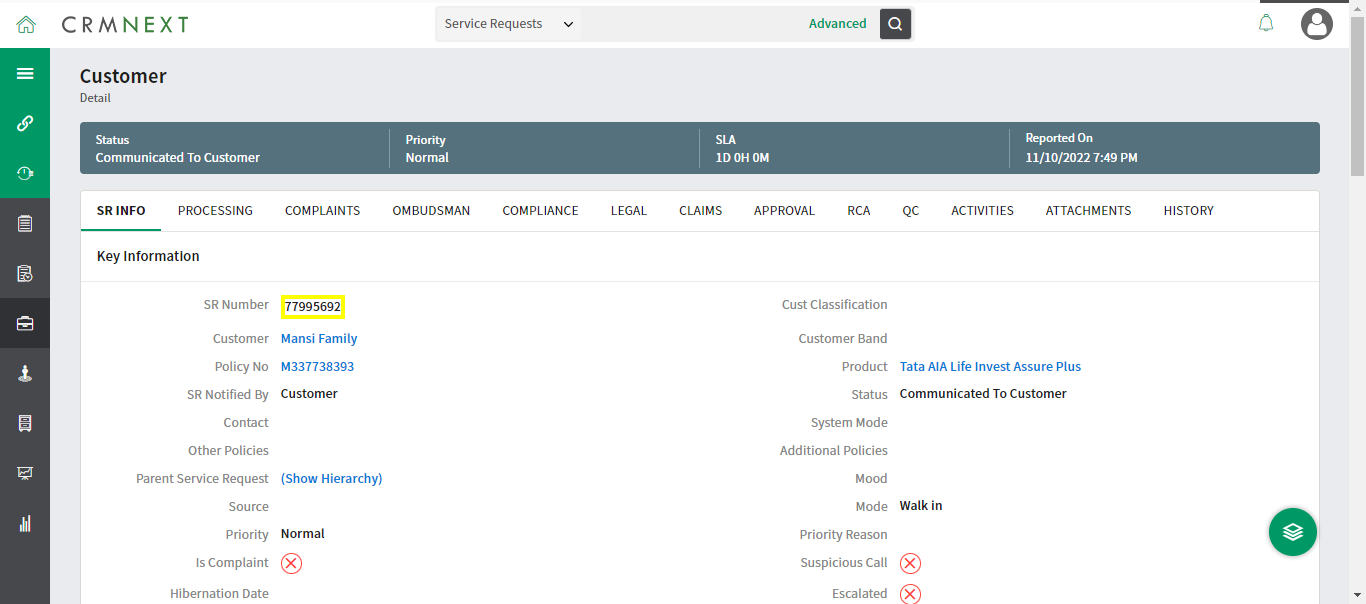 CRMNEXT
Service Requests
Advanced
Customer
Detail
Status
Communicated To Customer
Priority
Normal
SLA
1D 0H 0M
Reported On
11/10/2022 7:49 PM
SR INFO PROCESSING COMPLAINTS OMBUDSMAN COMPLIANCE LEGAL CLAIMS APPROVAL RCA QC ACTIVITIES ATTACHMENTS HISTORY
Key Information
SR Number 77995692
Cust Classification
Customer Mansi Family
Customer Band
Policy No M337738393
Product Tata AIA Life Invest Assure Plus
SR Notified By Customer
Status Communicated To Customer
Contact
System Mode
Other Policies
Additional Policies
Parent Service Request (Show Hierarchy)
Mood
Source
Mode Walk in
Priority Normal
Priority Reason
Is Complaint
Suspicious Call
Hibernation Date
Escalated